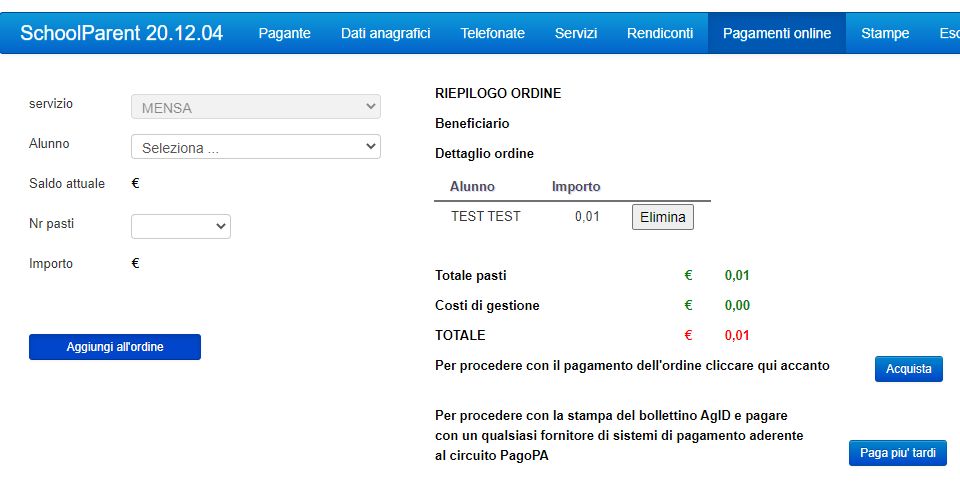 SchoolParent 20.12.04 Pagante Dati anagrafici Telefonate Servizi Rendiconti Pagamenti online Stampe
servizio MENSA
Alunno Seleziona ...
Saldo attuale €
Nr pasti
Importo €
Aggiungi all'ordine
RIEPILOGO ORDINE
Beneficiario
Dettaglio ordine
Alunno Importo
TEST TEST 0,01 Elimina
Totale pasti € 0,01
Costi di gestione € 0,00
TOTALE € 0,01
Per procedere con il pagamento dell'ordine cliccare qui accanto Acquista
Per procedere con la stampa del bollettino AgID e pagare
con un qualsiasi fornitore di sistemi di pagamento aderente
al circuito PagoPA Paga piu' tardi